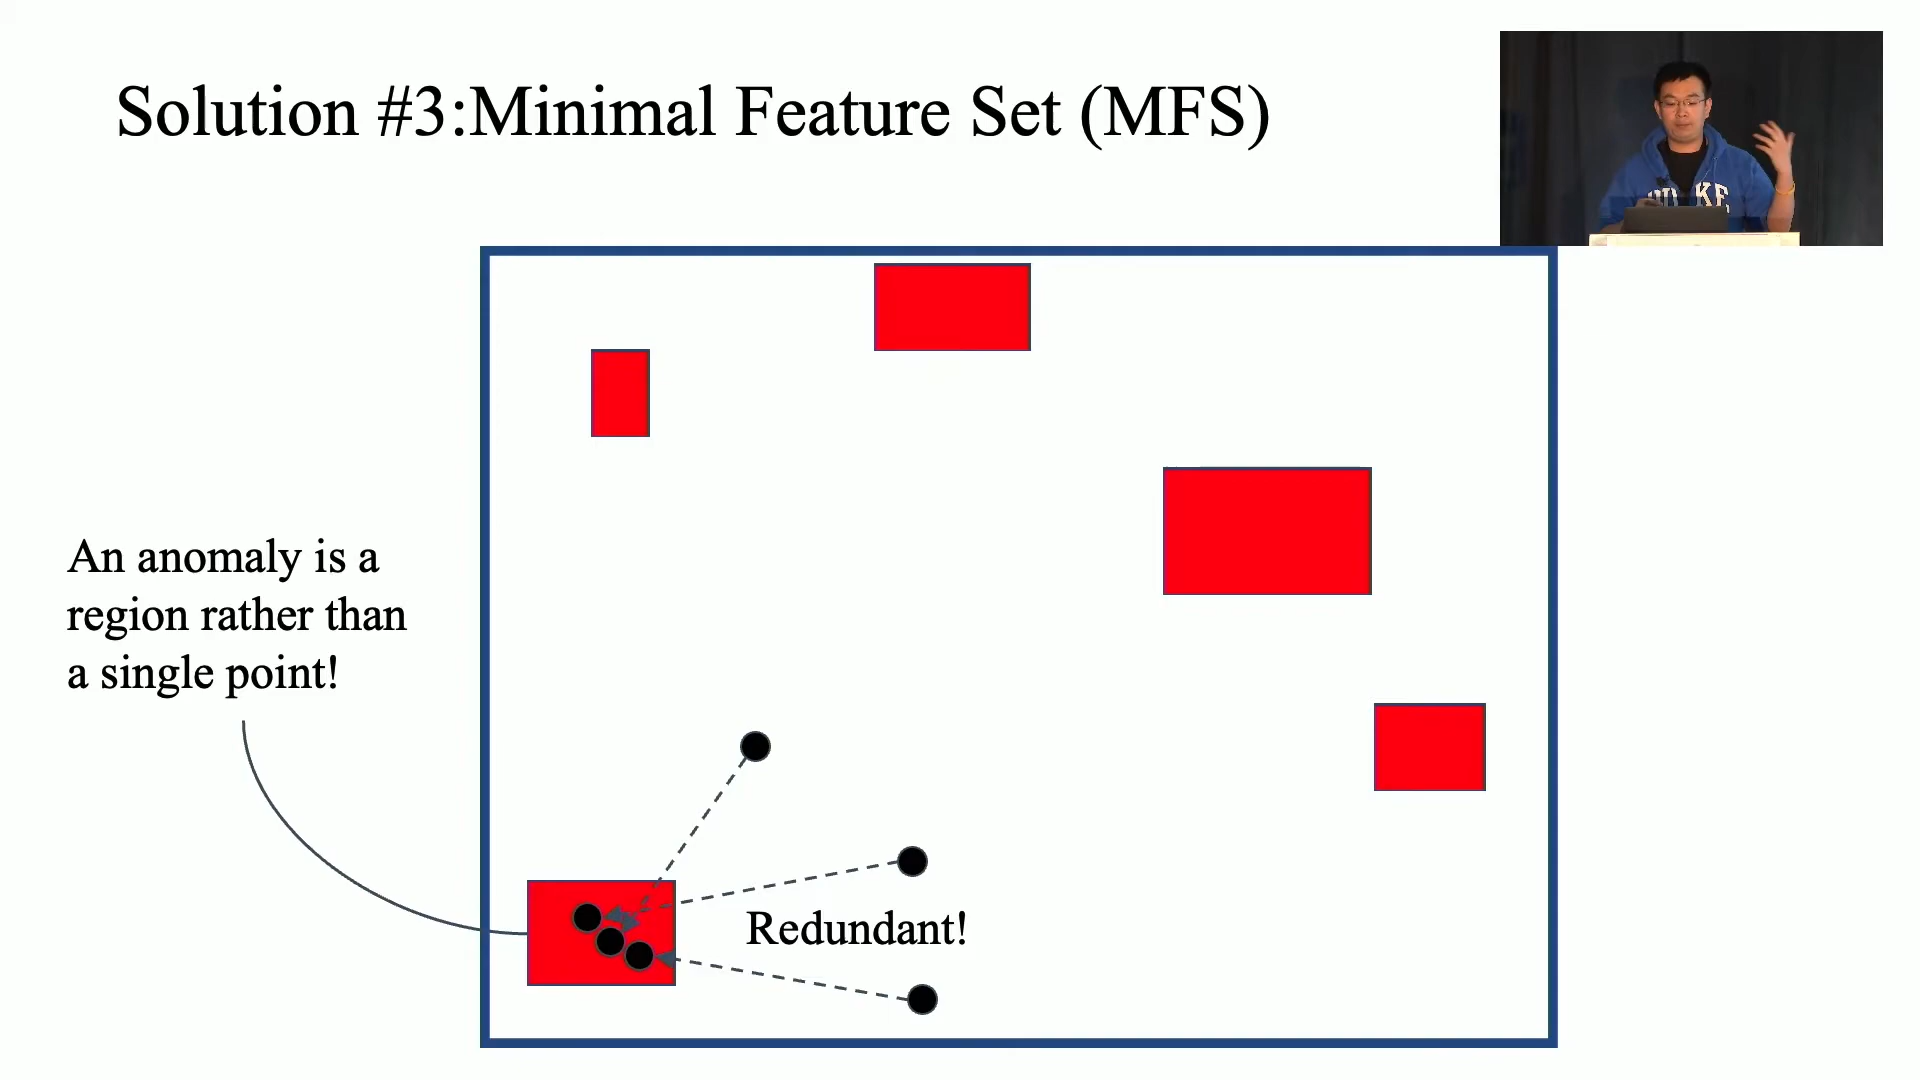 Solution #3:Minimal Feature Set (MFS)
An anomaly is a
region rather than
a single point!
Redundant!